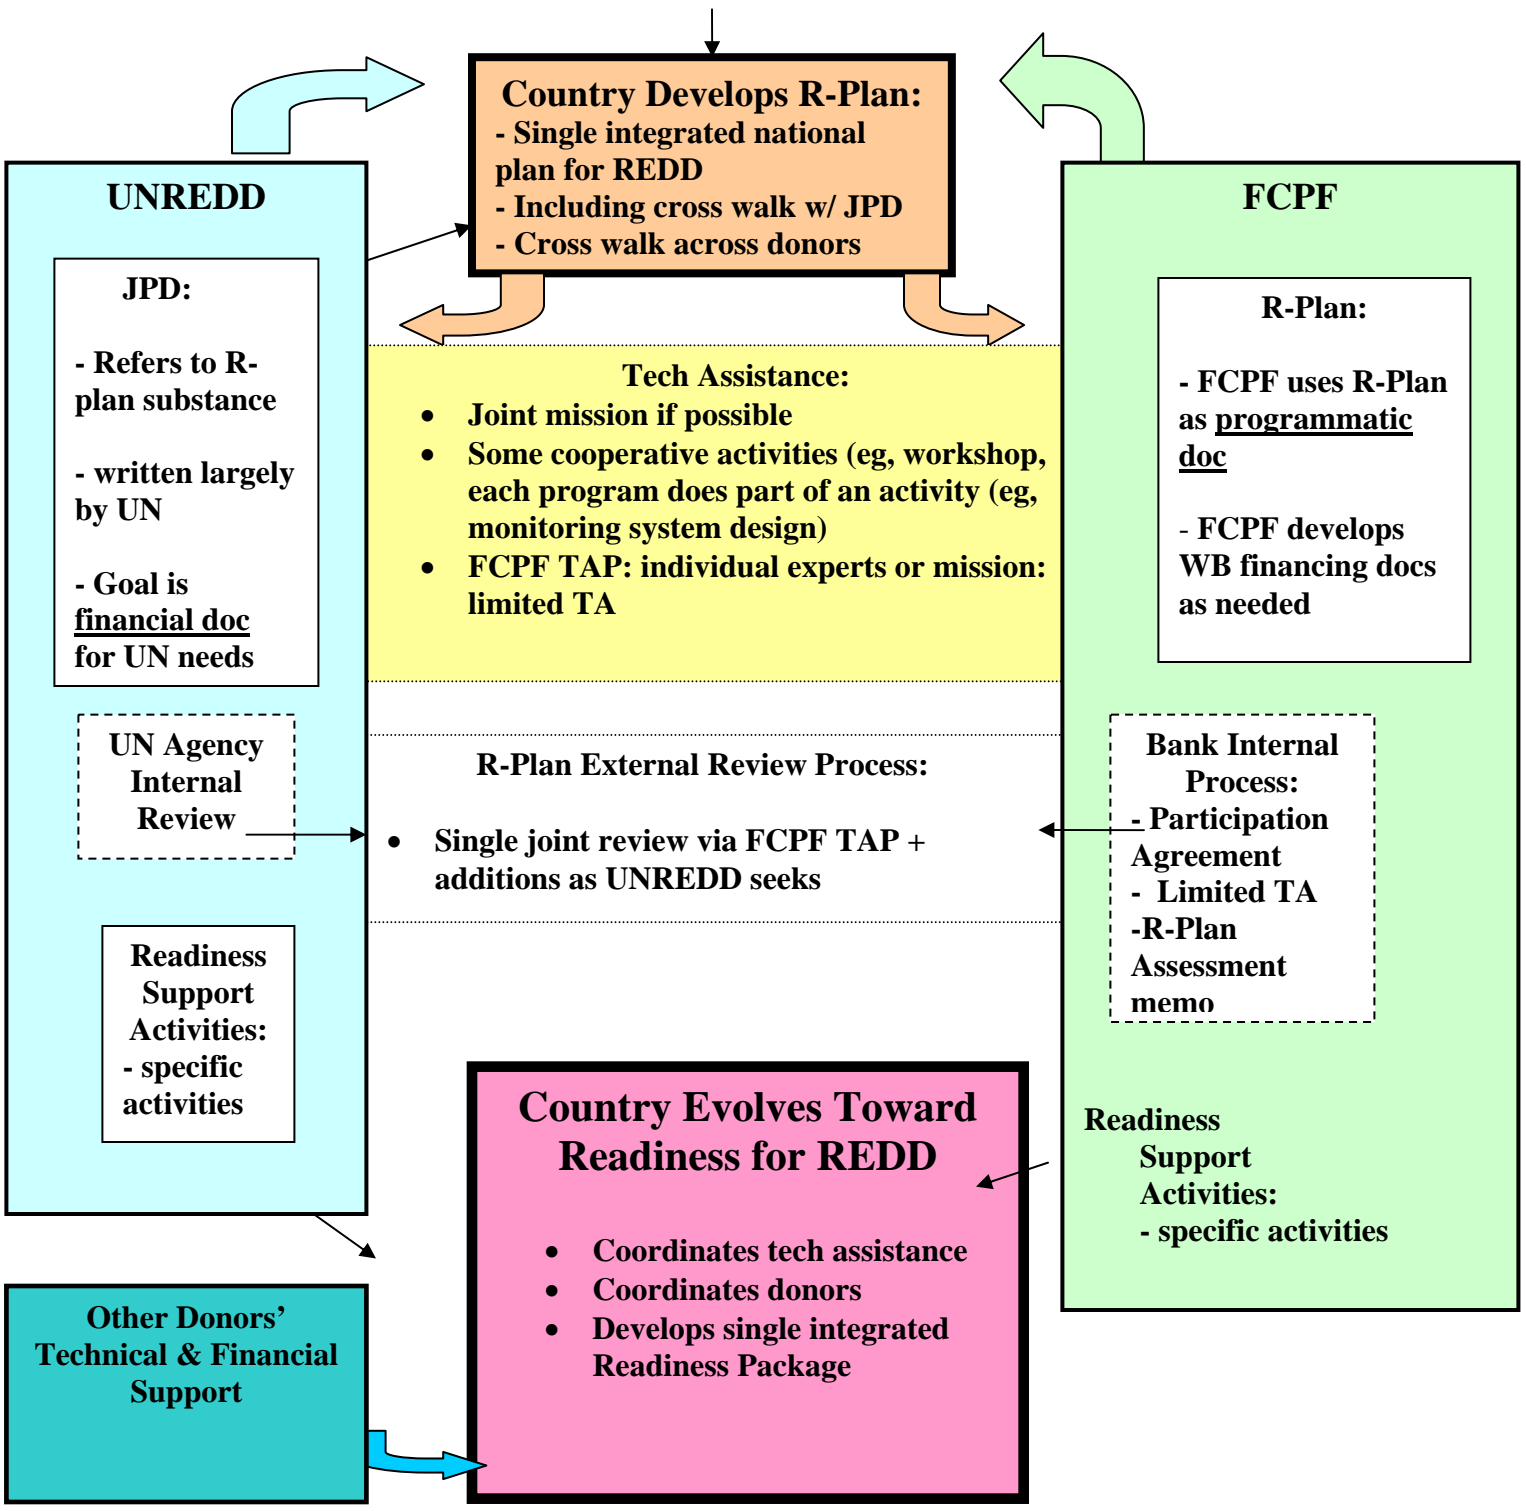 Country Develops R-Plan:
- Single integrated national
plan for REDD
- Including cross walk w/ JPD
- Cross walk across donors
UNREDD
JPD:
- Refers to R-
plan substance
- written largely
by UN
- Goal is
financial doc
for UN needs
UN Agency
Internal
Review
Readiness
Support
Activities:
- specific
activities
Tech Assistance:
• Joint mission if possible
• Some cooperative activities (eg, workshop,
each program does part of an activity (eg,
monitoring system design)
• FCPF TAP: individual experts or mission:
limited TA
R-Plan External Review Process:
• Single joint review via FCPF TAP +
additions as UNREDD seeks
FCPF
R-Plan:
- FCPF uses R-Plan
as programmatic
doc
- FCPF develops
WB financing docs
as needed
Bank Internal
Process:
- Participation
Agreement
- Limited TA
-R-Plan
Assessment
memo
Readiness
Support
Activities:
- specific activities
Country Evolves Toward
Readiness for REDD
• Coordinates tech assistance
• Coordinates donors
• Develops single integrated
Readiness Package
Other Donors’
Technical & Financial
Support